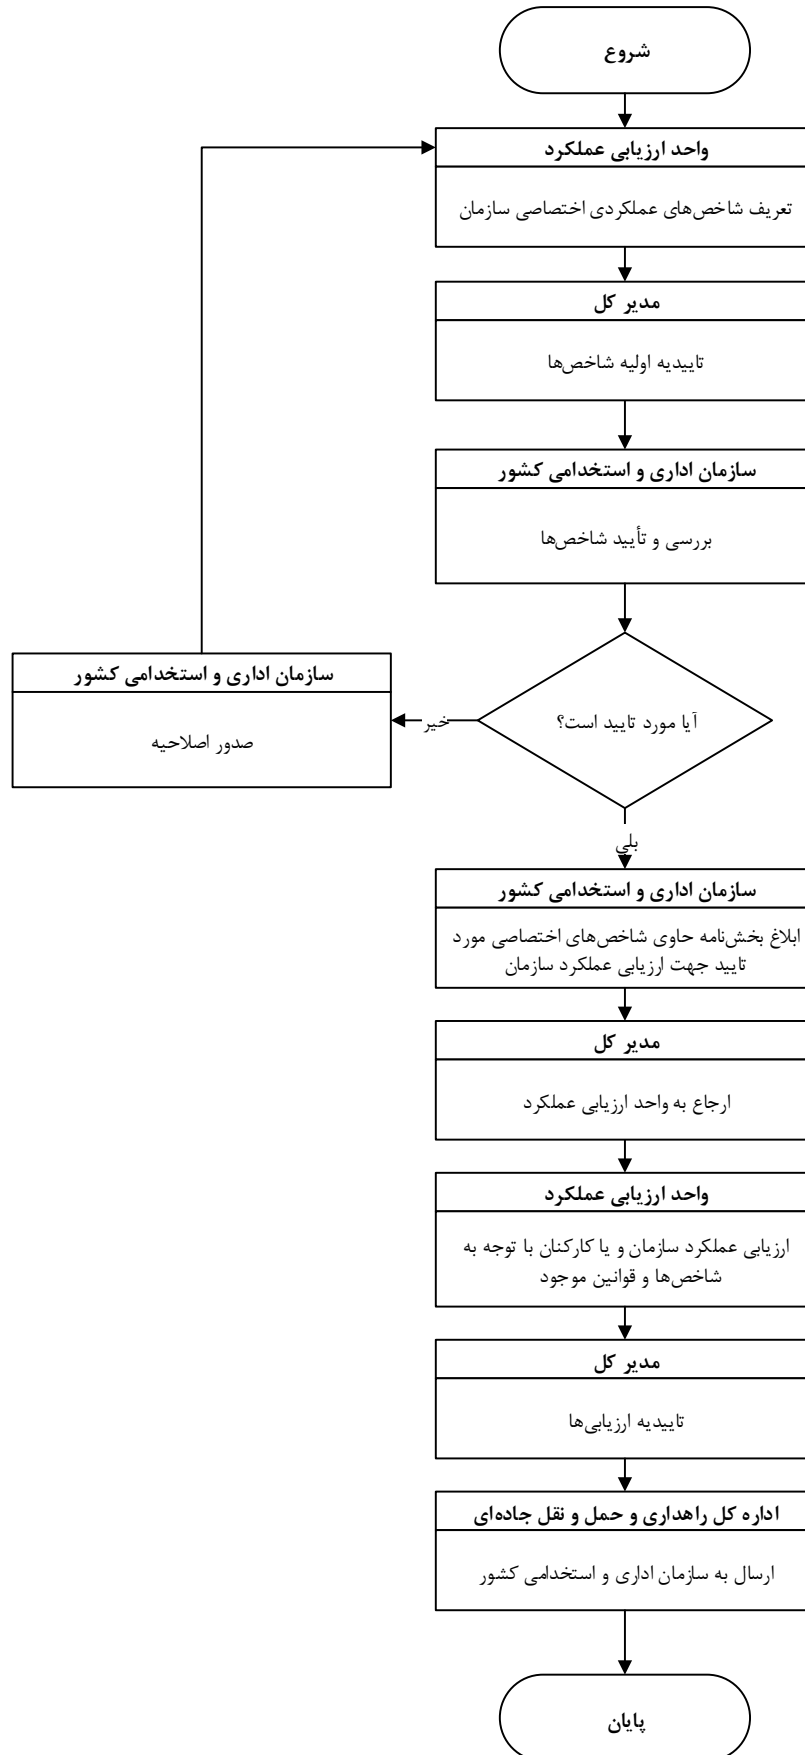 شروع
واحد ارزیابی عملکرد
تعریف شاخص‌های عملکردی اختصاصی سازمان
مدیر کل
تاییدیه اولیه شاخص‌ها
سازمان اداری و استخدامی کشور
بررسی و تأیید شاخص‌ها
آیا مورد تایید است؟
خیر
سازمان اداری و استخدامی کشور
صدور اصلاحیه
بلی
سازمان اداری و استخدامی کشور
ابلاغ بخش‌نامه حاوی شاخص‌های اختصاصی مورد
تایید جهت ارزیابی عملکرد سازمان
مدیر کل
ارجاع به واحد ارزیابی عملکرد
واحد ارزیابی عملکرد
ارزیابی عملکرد سازمان و یا کارکنان با توجه به
شاخص‌ها و قوانین موجود
مدیر کل
تاییدیه ارزیابی‌ها
اداره کل راهداری و حمل و نقل جاده‌ای
ارسال به سازمان اداری و استخدامی کشور
پایان